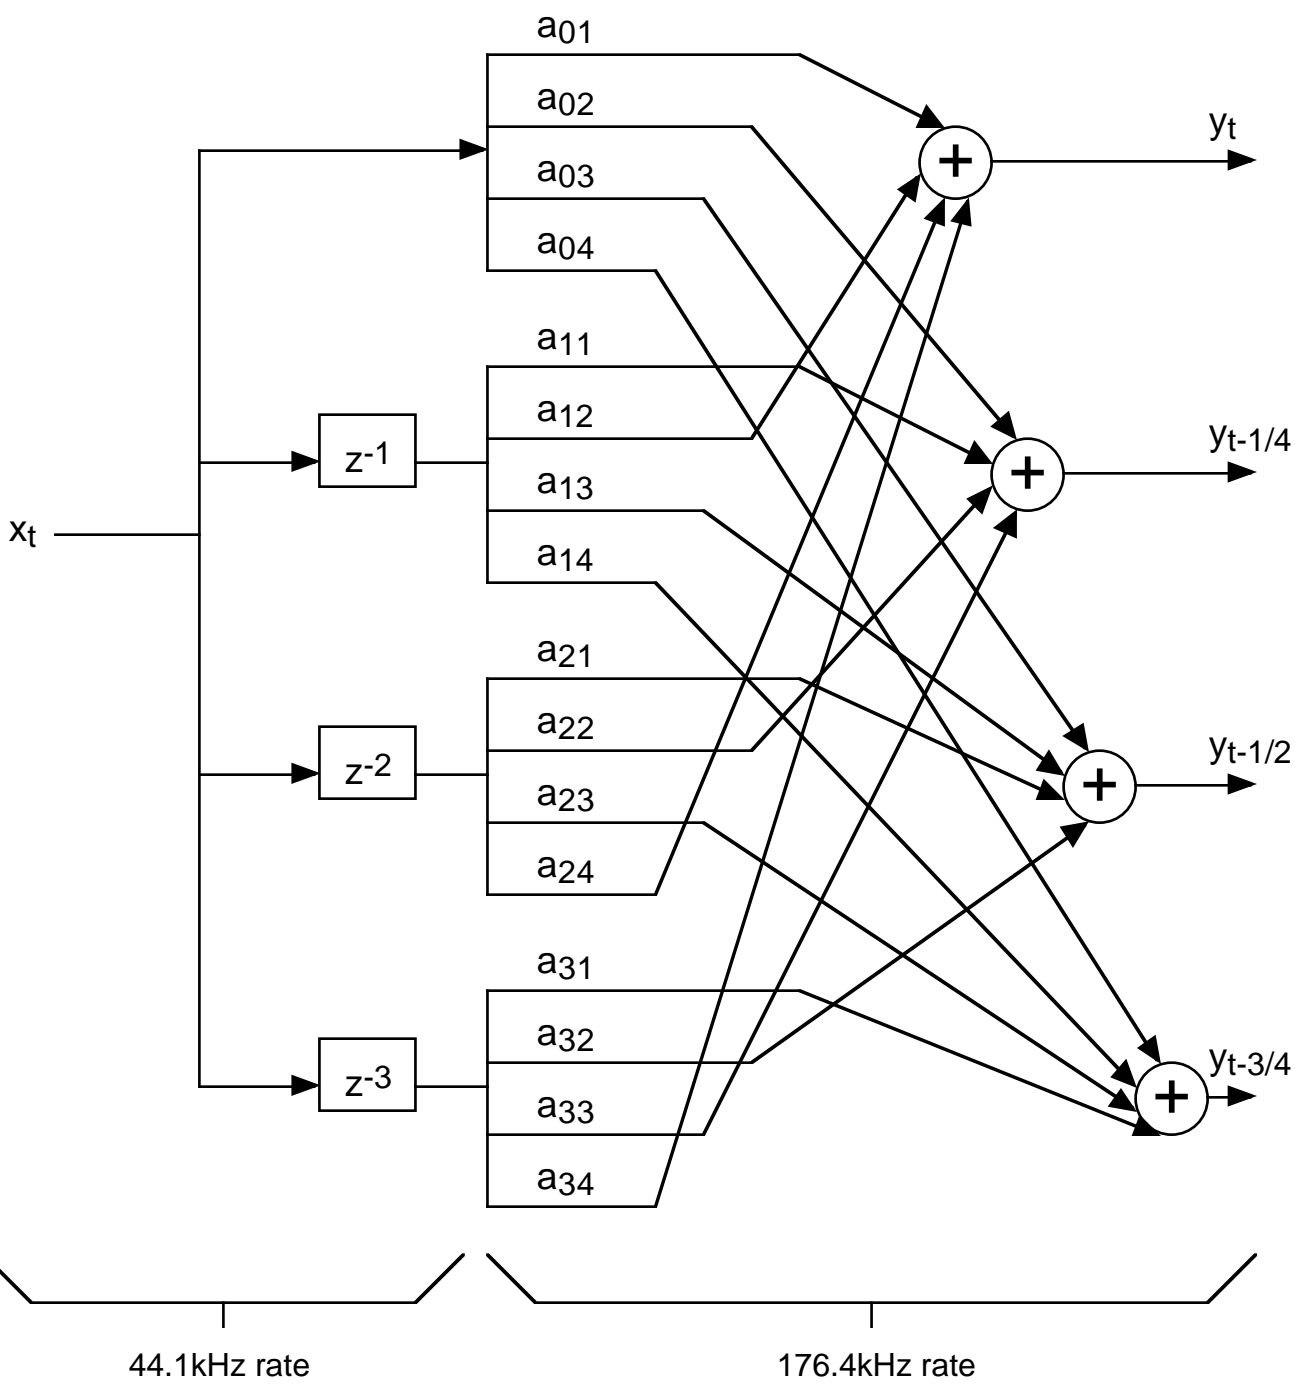 a01
a02
a03
a04
yt
a11
a12
a13
a14
z-1
yt-1/4
xt
a21
a22
a23
a24
z-2
yt-1/2
a31
a32
a33
a34
z-3
yt-3/4
+
+
+
+
44.1kHz rate
176.4kHz rate